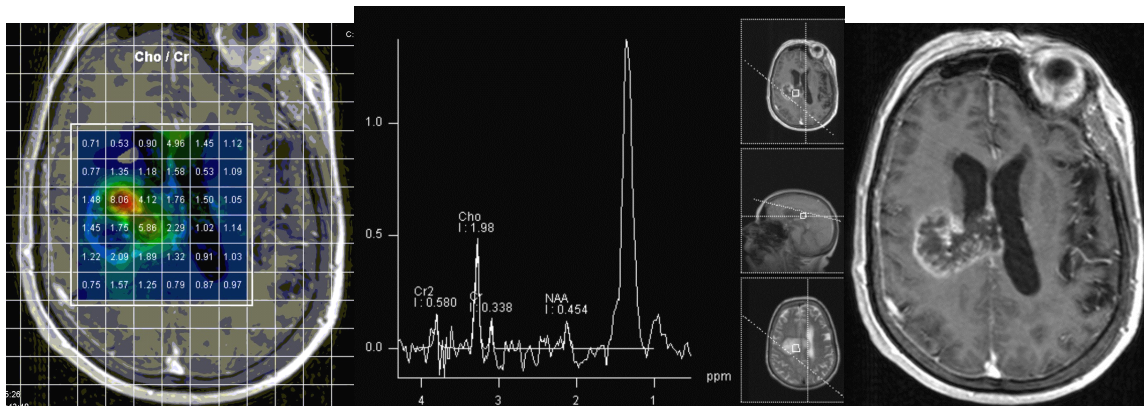 C:
Cho / Cr
0.71 0.53 0.90 4.96 1.45 1.12
0.77 1.35 1.18 1.58 0.53 1.09
1.48 8.06 4.12 1.76 1.50 1.05
1.45 1.75 5.86 2.29 1.02 1.14
1.22 2.09 1.89 1.32 0.91 1.03
0.75 1.57 1.25 0.79 0.87 0.97
5:26
1.0
0.5
0.0
Cho
I : 1.98
Cr2
I : 0.580
Cr
I : 0.338
NAA
I : 0.454
4 3 2 1 ppm